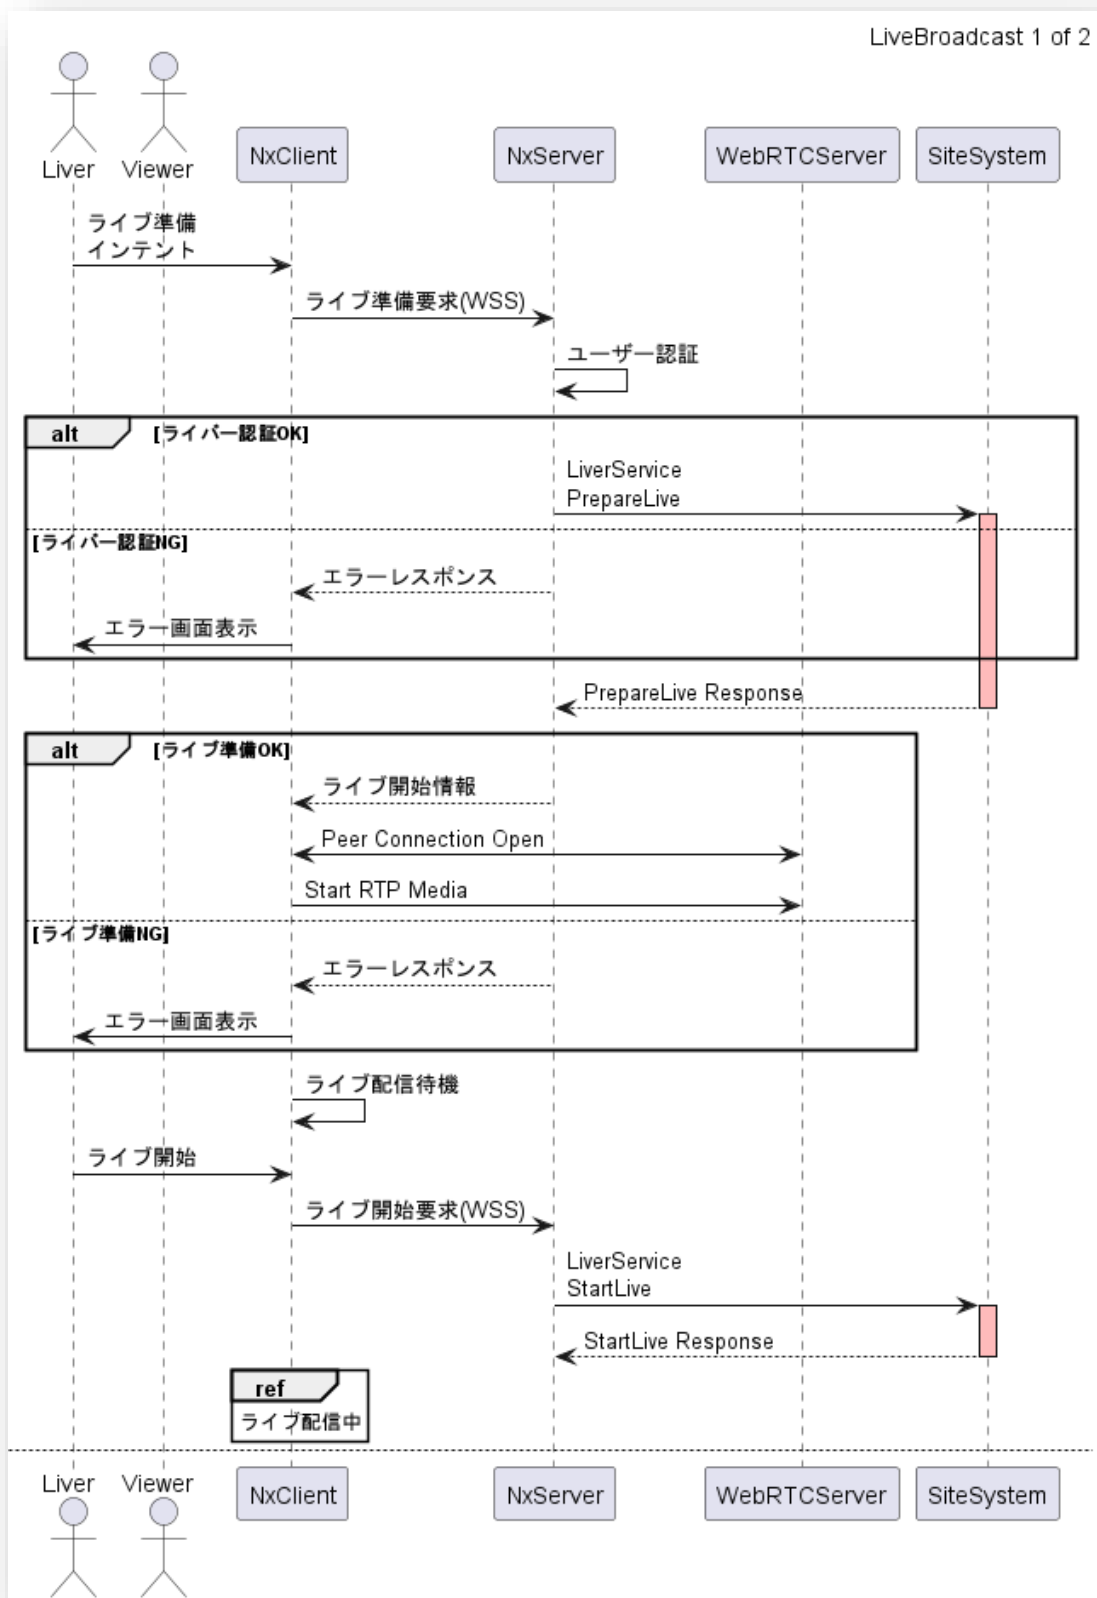 LiveBroadcast 1 of 2
Liver
Viewer
NxClient
NxServer
WebRTCServer
SiteSystem
ライブ準備
インテント
ライブ準備要求(WSS)
ユーザー認証
alt
[ライバー認証OK]
LiverService
PrepareLive
[ライバー認証NG]
エラーレスポンス
エラー画面表示
PrepareLive Response
alt
[ライブ準備OK]
ライブ開始情報
Peer Connection Open
Start RTP Media
[ライブ準備NG]
エラーレスポンス
エラー画面表示
ライブ配信待機
ライブ開始
ライブ開始要求(WSS)
LiverService
StartLive
StartLive Response
ref
ライブ配信中
Liver
Viewer
NxClient
NxServer
WebRTCServer
SiteSystem